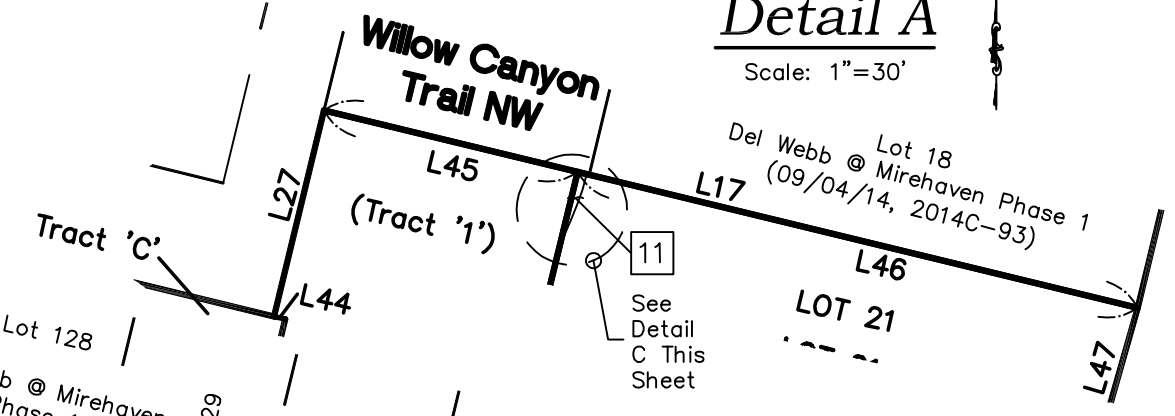 Detail A
Scale: 1"=30'
Willow Canyon
Trail NW
Lot 18
Del Webb @ Mirehaven Phase 1
(09/04/14, 2014C-93)
L45
L17
L27
(Tract '1')
Tract 'C'
11
L46
L44
See
Detail
C This
Sheet
LOT 21
L47
Lot 128
b @ Mirehaven
29